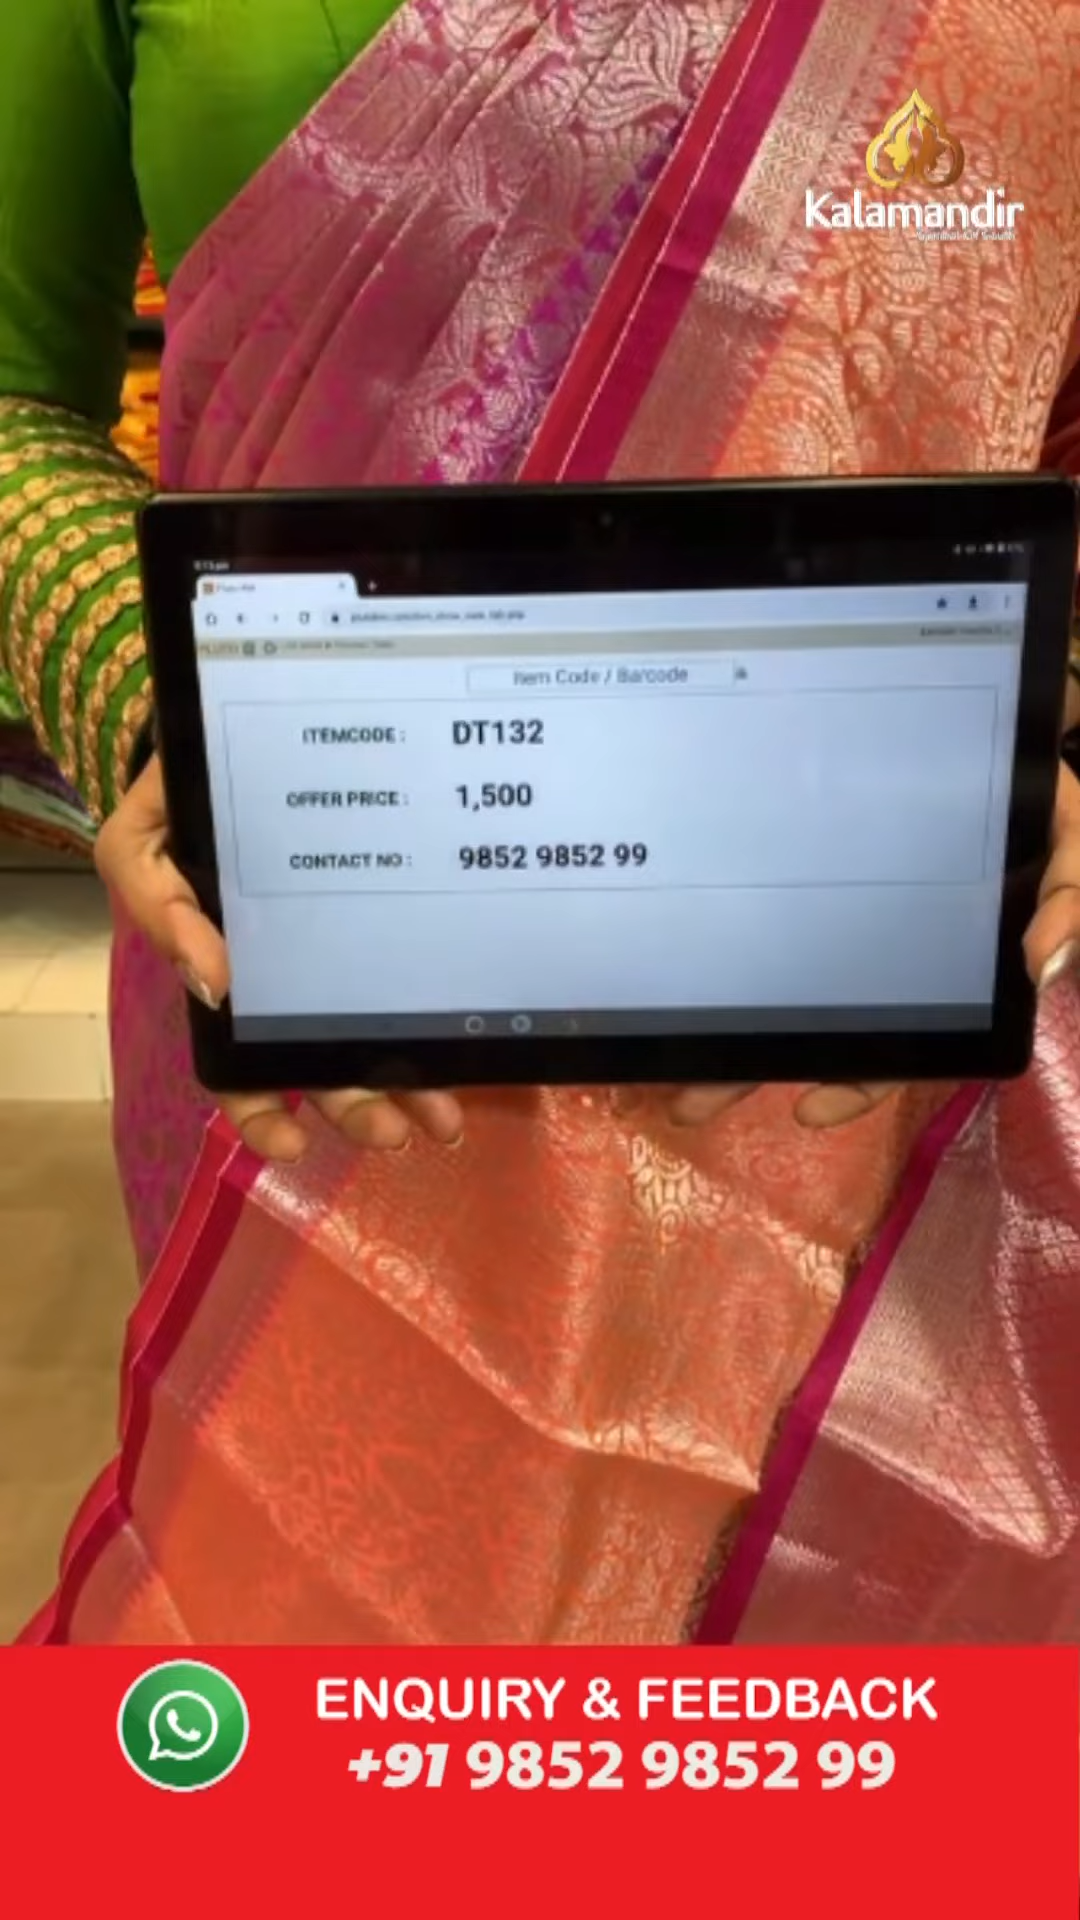 Kalamandir
Item Code / Barcode
ITEMCODE : DT132
OFFER PRICE : 1,500
CONTACT NO : 9852 9852 99
ENQUIRY & FEEDBACK
+91 9852 9852 99